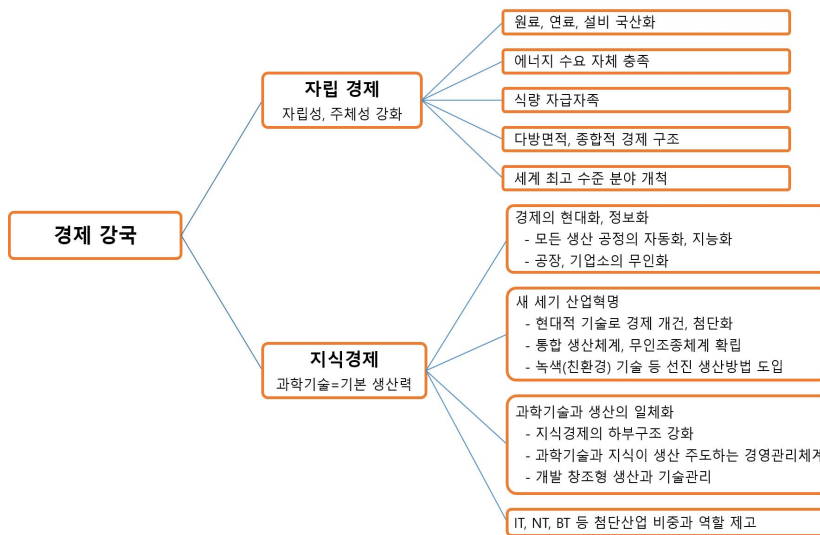 경제 강국
자립 경제
자립성, 주체성 강화
원료, 연료, 설비 국산화
에너지 수요 자체 충족
식량 자급자족
다방면적, 종합적 경제 구조
세계 최고 수준 분야 개척
지식경제
과학기술=기본 생산력
경제의 현대화, 정보화
- 모든 생산 공정의 자동화, 지능화
- 공장, 기업소의 무인화
새 세기 산업혁명
- 현대적 기술로 경제 개건, 첨단화
- 통합 생산체계, 무인조종체계 확립
- 녹색(친환경) 기술 등 선진 생산방법 도입
과학기술과 생산의 일체화
- 지식경제의 하부구조 강화
- 과학기술과 지식이 생산 주도하는 경영관리체계
- 개발 창조형 생산과 기술관리
IT, NT, BT 등 첨단산업 비중과 역할 제고